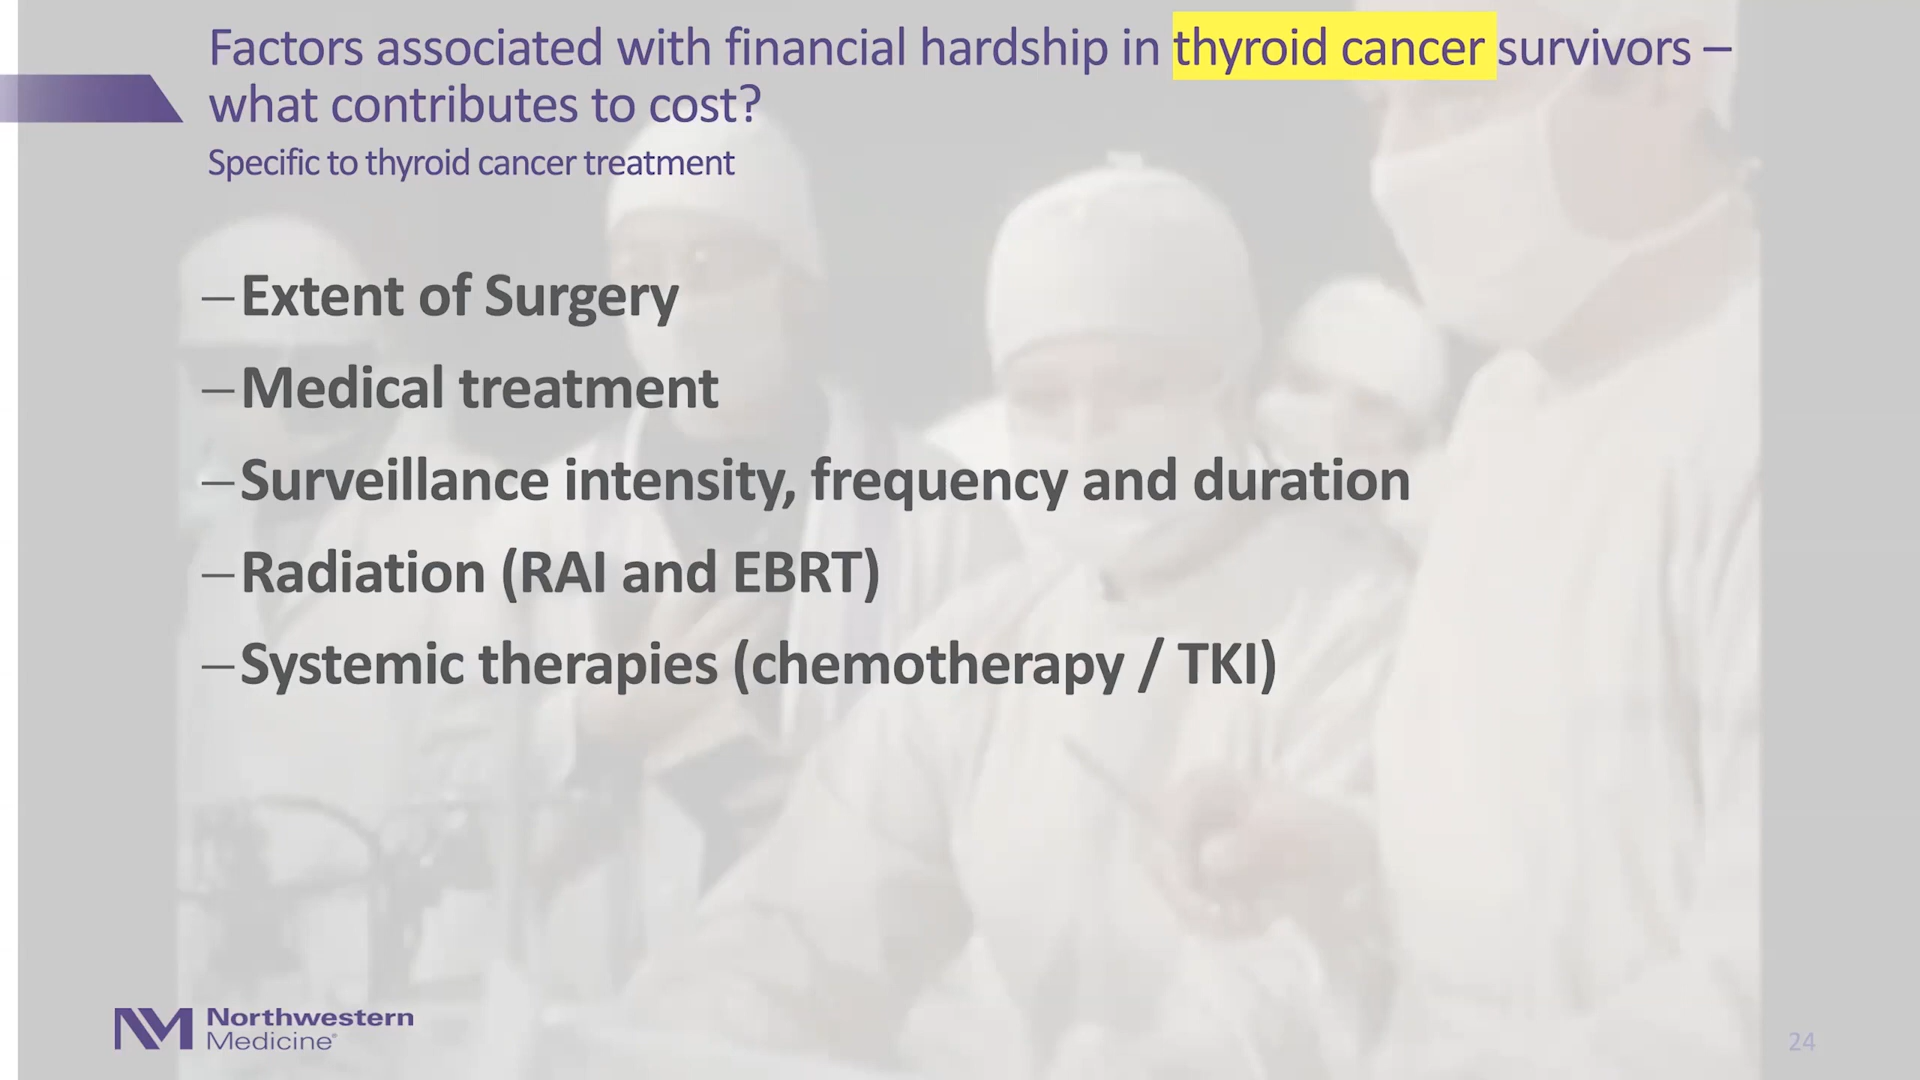 Factors associated with financial hardship in thyroid cancer survivors –
what contributes to cost?
Specific to thyroid cancer treatment
–Extent of Surgery
–Medical treatment
–Surveillance intensity, frequency and duration
–Radiation (RAI and EBRT)
–Systemic therapies (chemotherapy / TKI)
NM Northwestern
Medicine®
24